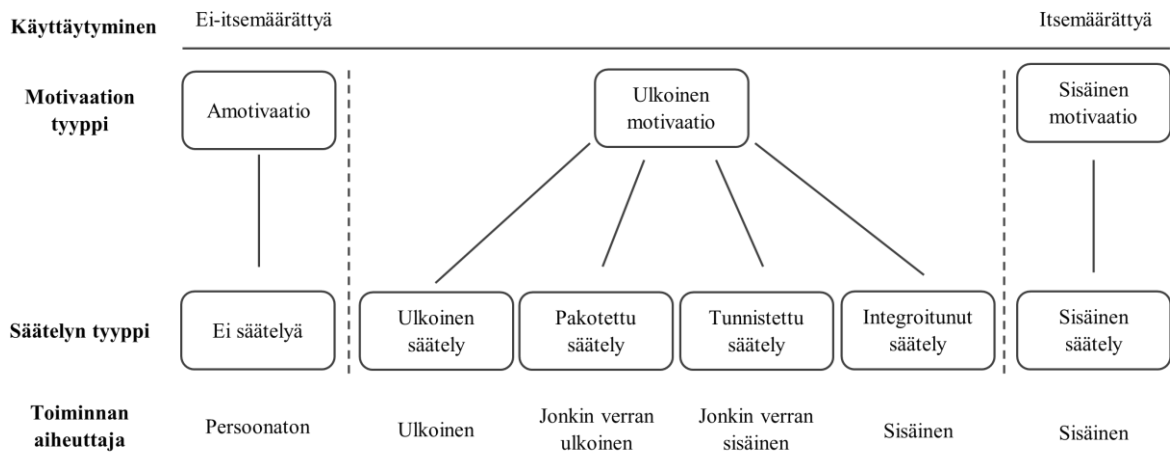 Käyttäytyminen
Ei-itsemäärättyä
Itsemäärättyä
Motivaation
tyyppi
Amotivaatio
Ulkoinen
motivaatio
Sisäinen
motivaatio
Säätelyn tyyppi
Ei säätelyä
Ulkoinen
säätely
Pakotettu
säätely
Tunnistettu
säätely
Integroitunut
säätely
Sisäinen
säätely
Toiminnan
aiheuttaja
Persoonaton
Ulkoinen
Jonkin verran
ulkoinen
Jonkin verran
sisäinen
Sisäinen
Sisäinen